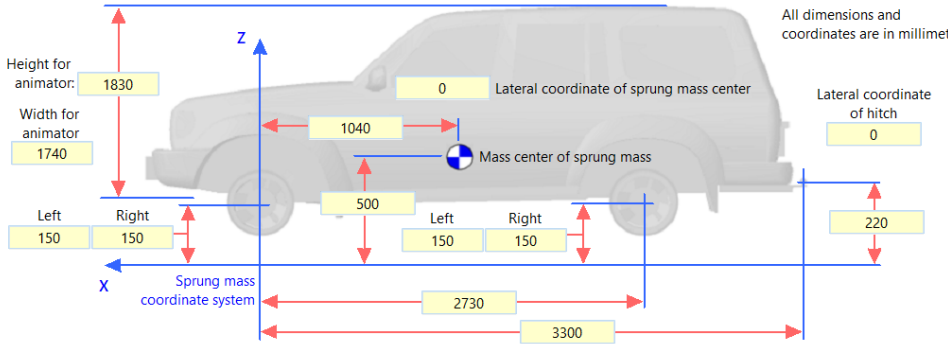 All dimensions and
coordinates are in millimet
Z
Height for
animator:
1830
0
Lateral coordinate of sprung mass center
Lateral coordinate
of hitch
0
Width for
animator
1740
1040
Mass center of sprung mass
500
Left
Right
150
150
Left
Right
150
150
220
X
Sprung mass
coordinate system
2730
3300